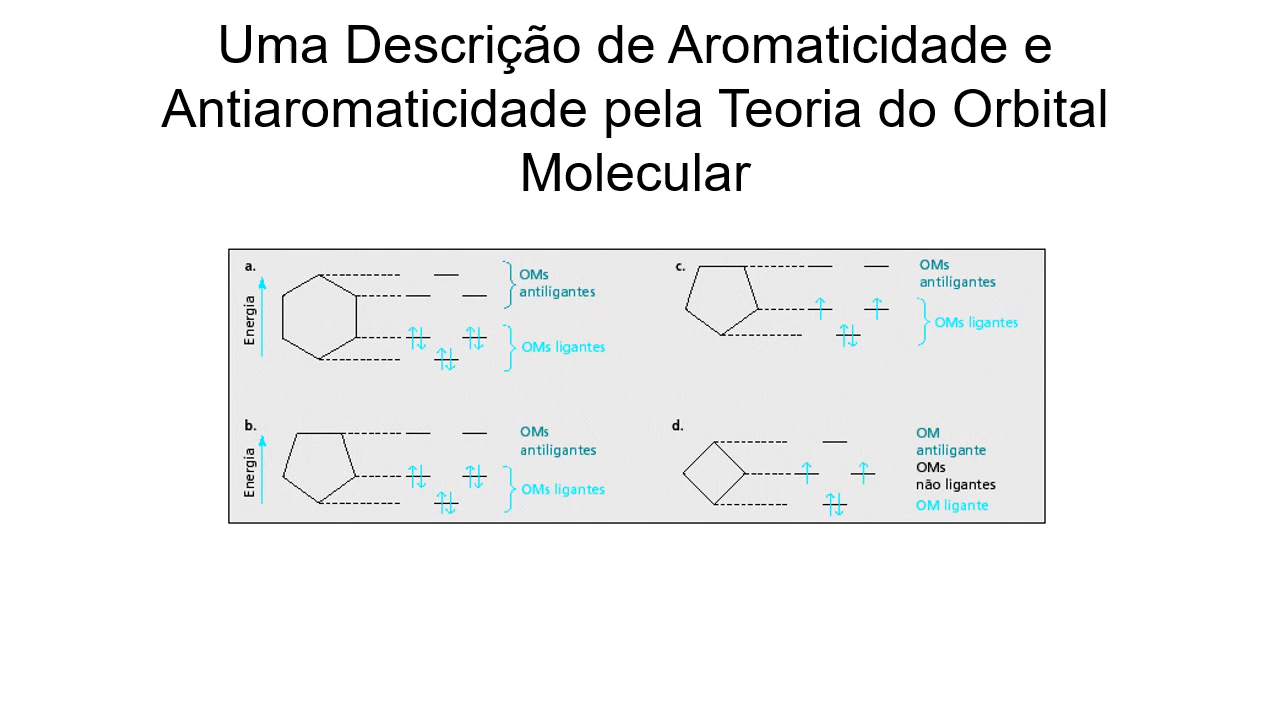 Uma Descrição de Aromaticidade e
Antiaromaticidade pela Teoria do Orbital
Molecular
a.
Energia
OMs
antiligantes
OMs ligantes
c.
OMs
antiligantes
OMs ligantes
b.
Energia
OMs
antiligantes
OMs ligantes
d.
OM
antiligante
OMs
não ligantes
OM ligante